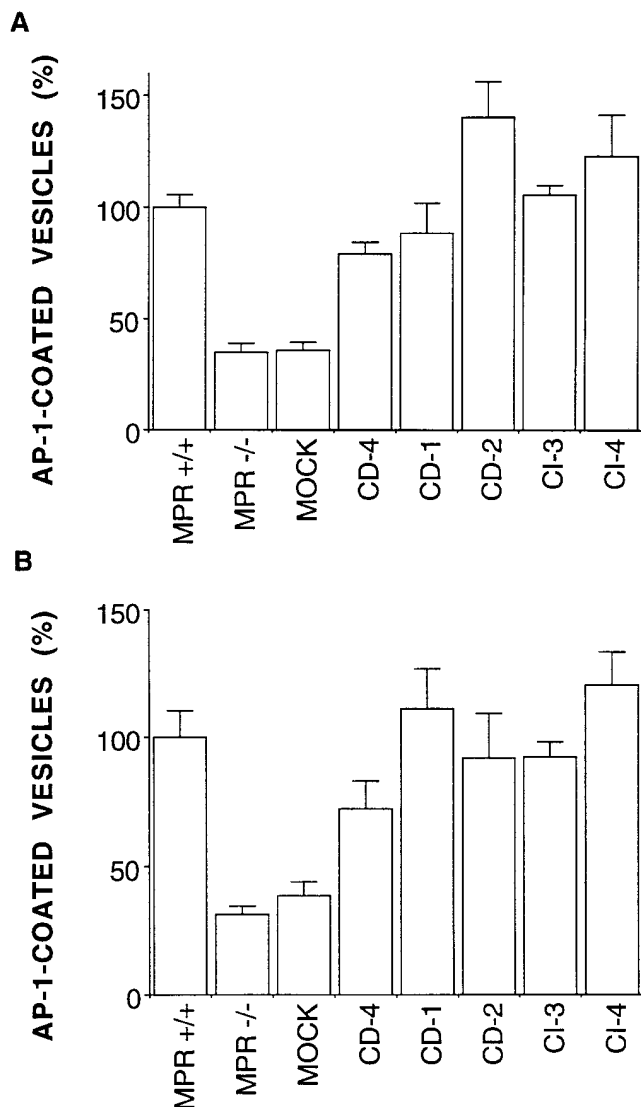 A
AP-1-COATED VESICLES (%)
150
100
50
0
MPR +/+
MPR -/-
MOCK
CD-4
CD-1
CD-2
CI-3
CI-4
B
AP-1-COATED VESICLES (%)
150
100
50
0
MPR +/+
MPR -/-
MOCK
CD-4
CD-1
CD-2
CI-3
CI-4